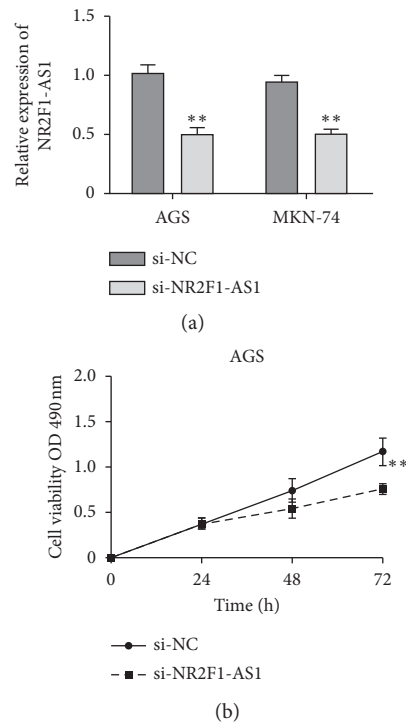 Relative expression of
NR2F1-AS1
1.5
1.0
0.5
0
**
**
AGS
MKN-74
si-NC
si-NR2F1-AS1
(a)
AGS
Cell viability OD 490 nm
2.0
1.5
1.0
0.5
0
**
0
24
48
72
Time (h)
si-NC
si-NR2F1-AS1
(b)